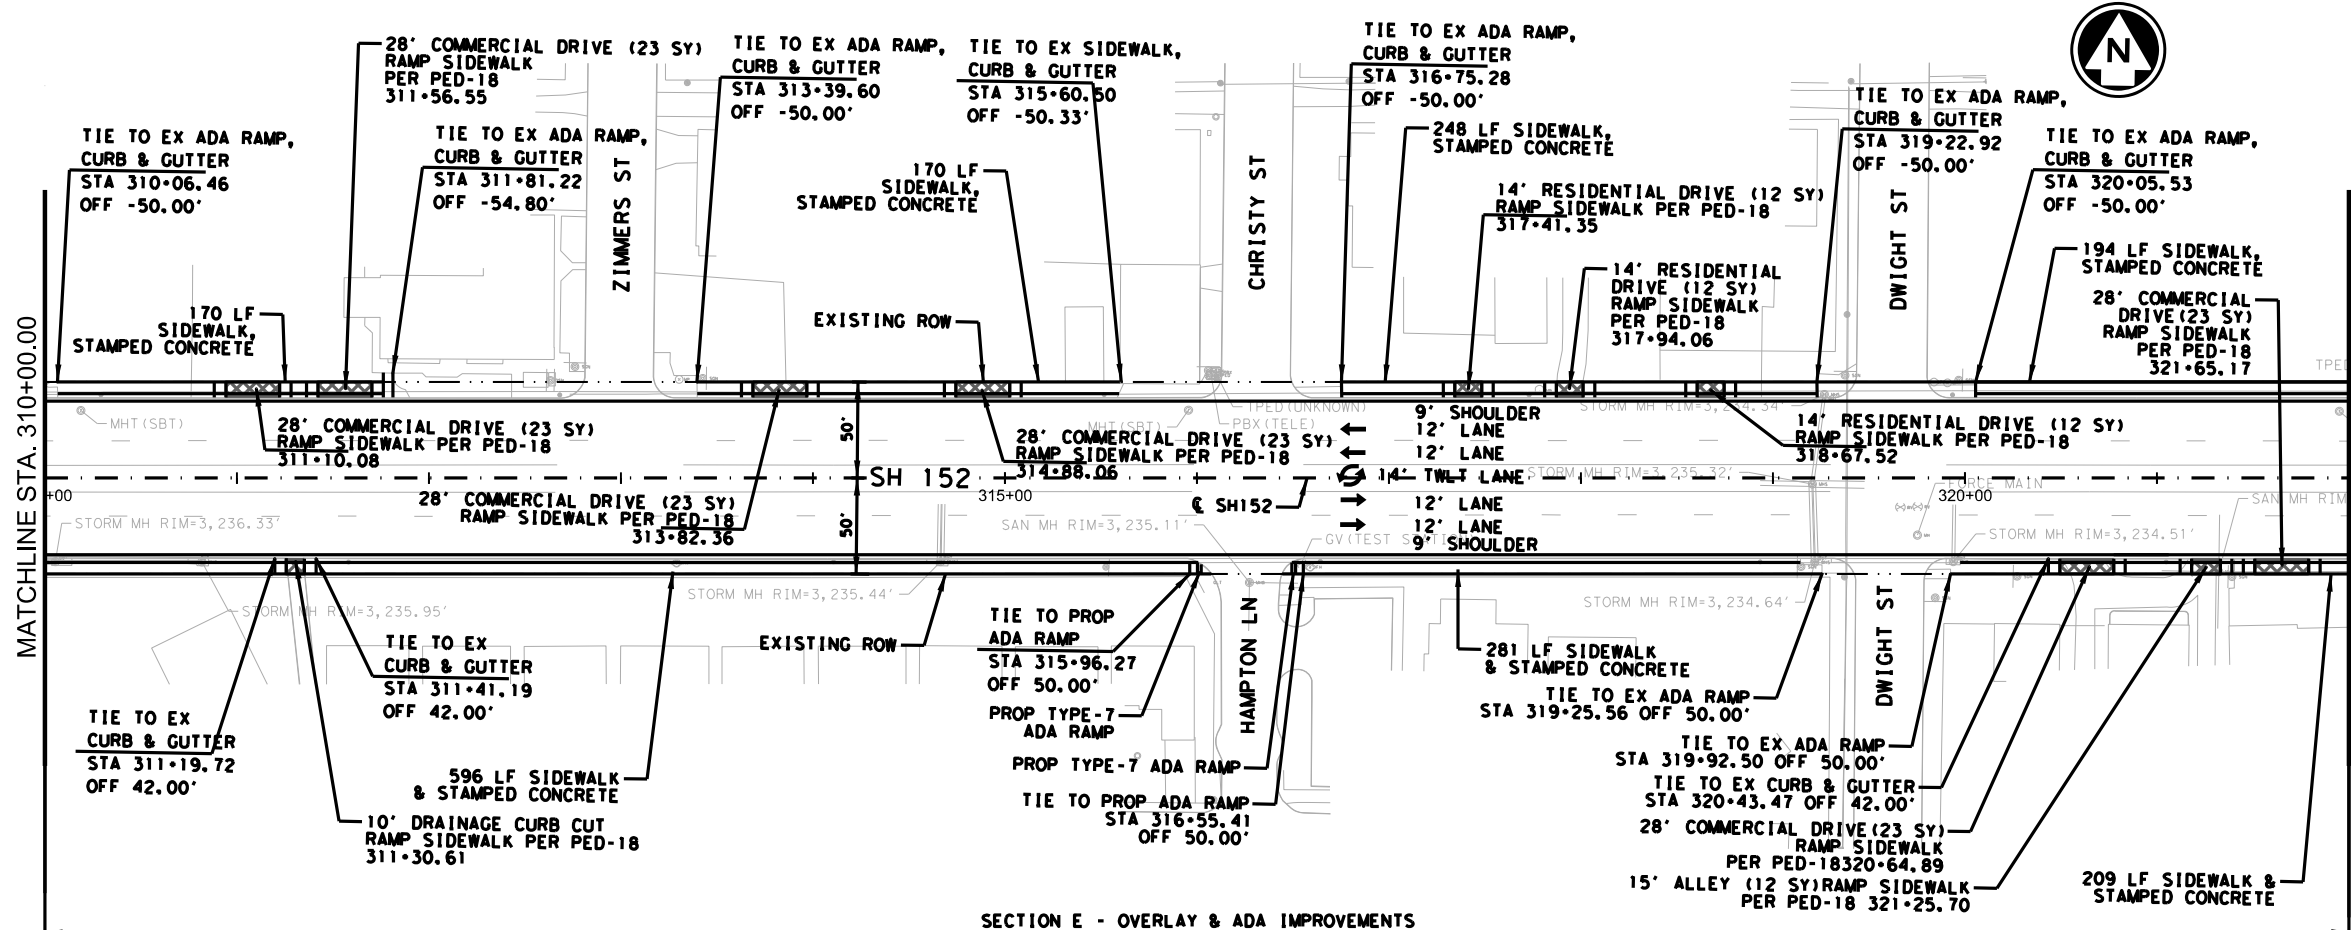 28' COMMERCIAL DRIVE (23 SY)
RAMP SIDEWALK
PER PED-18
311+56.55
TIE TO EX ADA RAMP,
CURB & GUTTER
STA 313+39.60
OFF -50.00'
TIE TO EX SIDEWALK,
CURB & GUTTER
STA 315+60.50
OFF -50.33'
TIE TO EX ADA RAMP,
CURB & GUTTER
STA 316+75.28
OFF -50.00'
N
TIE TO EX ADA RAMP,
CURB & GUTTER
STA 310+06.46
OFF -50.00'
TIE TO EX ADA RAMP,
CURB & GUTTER
STA 311+81.22
OFF -54.80'
ZIMMERS ST
170 LF
SIDEWALK,
STAMPED CONCRETE
CHRISTY ST
248 LF SIDEWALK,
STAMPED CONCRETE
14' RESIDENTIAL DRIVE (12 SY)
RAMP SIDEWALK PER PED-18
317+41.35
14' RESIDENTIAL
DRIVE (12 SY)
RAMP SIDEWALK
PER PED-18
317+94.06
TIE TO EX ADA RAMP,
CURB & GUTTER
STA 319+22.92
OFF -50.00'
DWIGHT ST
TIE TO EX ADA RAMP,
CURB & GUTTER
STA 320+05.53
OFF -50.00'
194 LF SIDEWALK,
STAMPED CONCRETE
28' COMMERCIAL
DRIVE(23 SY)
RAMP SIDEWALK
PER PED-18
321+65.17
170 LF
SIDEWALK,
STAMPED CONCRETE
EXISTING ROW
TPED
MATCHLINE STA. 310+00.00
MHT(SBT)
28' COMMERCIAL DRIVE (23 SY)
RAMP SIDEWALK PER PED-18
311+10.08
50'
MHT(SBT)
TPED(UNKNOWN)
PBX(TELE)
28' COMMERCIAL DRIVE (23 SY)
RAMP SIDEWALK PER PED-18
314+88.06
9' SHOULDER
12' LANE
12' LANE
14' TWLT LANE
12' LANE
12' LANE
9' SHOULDER
STORM MH RIM=3,234.34'
14' RESIDENTIAL DRIVE (12 SY)
RAMP SIDEWALK PER PED-18
318+67.52
STORM MH RIM=3,235.32'
+00
SH 152
315+00
320+00
FORCE MAIN
SAN MH RIM
28' COMMERCIAL DRIVE (23 SY)
RAMP SIDEWALK PER PED-18
313+82.36
50'
℄ SH152
STORM MH RIM=3,236.33'
SAN MH RIM=3,235.11'
GV(TEST STATION
STORM MH RIM=3,234.51'
STORM MH RIM=3,235.95'
STORM MH RIM=3,235.44'
STORM MH RIM=3,234.64'
TIE TO EX
CURB & GUTTER
STA 311+41.19
OFF 42.00'
EXISTING ROW
TIE TO PROP
ADA RAMP
STA 315+96.27
OFF 50.00'
PROP TYPE-7
ADA RAMP
HAMPTON LN
281 LF SIDEWALK
& STAMPED CONCRETE
TIE TO EX ADA RAMP
STA 319+25.56 OFF 50.00'
DWIGHT ST
TIE TO EX
CURB & GUTTER
STA 311+19.72
OFF 42.00'
596 LF SIDEWALK
& STAMPED CONCRETE
10' DRAINAGE CURB CUT
RAMP SIDEWALK PER PED-18
311+30.61
PROP TYPE-7 ADA RAMP
TIE TO PROP ADA RAMP
STA 316+55.41
OFF 50.00'
TIE TO EX ADA RAMP
STA 319+92.50 OFF 50.00'
TIE TO EX CURB & GUTTER
STA 320+43.47 OFF 42.00'
28' COMMERCIAL DRIVE(23 SY)
RAMP SIDEWALK
PER PED-18320+64.89
15' ALLEY (12 SY)RAMP SIDEWALK
PER PED-18 321+25.70
209 LF SIDEWALK &
STAMPED CONCRETE
SECTION E - OVERLAY & ADA IMPROVEMENTS